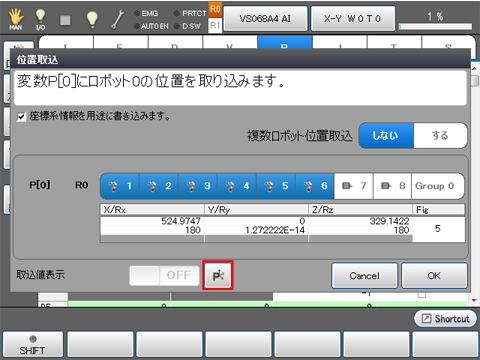 MAN
I/O
EMG
AUTO EN
PRTCT
D SW
R0
R1
VS068A4 AI
X-Y W 0 T 0
1 %
位置取込
変数P[0]にロボット0の位置を取り込みます。
座標系情報を用途に書き込みます。
複数ロボット位置取込
しない
する
P[0]
R0
1
2
3
4
5
6
7
8
Group 0
X/Rx
Y/Ry
Z/Rz
Fig
524.9747
0
329.1422
5
180
1.272222E-14
180
取込値表示
OFF
P
Cancel
OK
Shortcut
SHIFT